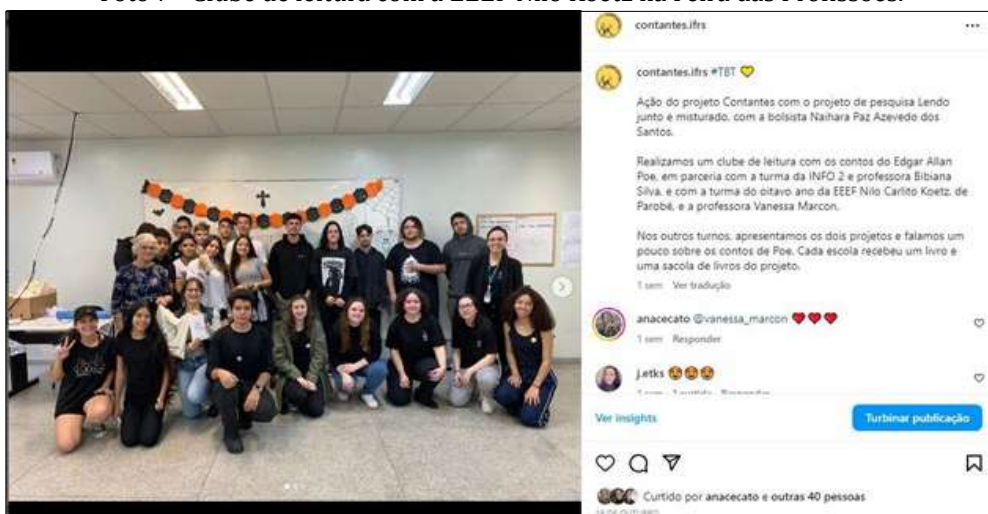 contantes.ifrs
contantes.ifrs #TBT 💛
Ação do projeto Contantes com o projeto de pesquisa Lendo
junto e misturado, com a bolsista Naihara Paz Azevedo dos
Santos.
Realizamos um clube de leitura com os contos do Edgar Allan
Poe, em parceria com a turma da INFO 2 e professora Bibiana
Silva, e com a turma do oitavo ano da EEEF Nilo Carlito Koetz, de
Parobé, e a professora Vanessa Marcon.
Nos outros turnos, apresentamos os dois projetos e falamos um
pouco sobre os contos de Poe. Cada escola recebeu um livro e
uma sacola de livros do projeto.
1 sem Ver tradução
anacecato @vanessa_marcon ❤️❤️❤️
1 sem Responder
j.etks 🥰🥰🥰
1 sem 1 curtida Responder
Ver insights
Turbinar publicação
Curtido por anacecato e outras 40 pessoas